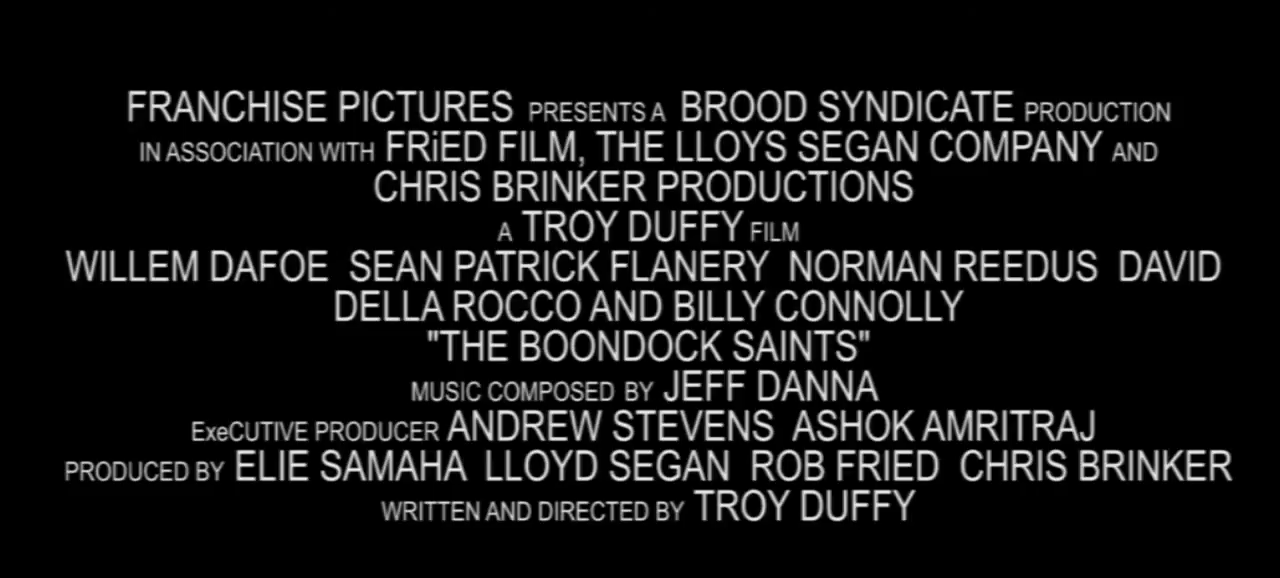 FRANCHISE PICTURES PRESENTS A BROOD SYNDICATE PRODUCTION
IN ASSOCIATION WITH FRiED FILM, THE LLOYS SEGAN COMPANY AND
CHRIS BRINKER PRODUCTIONS
A TROY DUFFY FILM
WILLEM DAFOE SEAN PATRICK FLANERY NORMAN REEDUS DAVID
DELLA ROCCO AND BILLY CONNOLLY
"THE BOONDOCK SAINTS"
MUSIC COMPOSED BY JEFF DANNA
ExeCUTIVE PRODUCER ANDREW STEVENS ASHOK AMRITRAJ
PRODUCED BY ELIE SAMAHA LLOYD SEGAN ROB FRIED CHRIS BRINKER
WRITTEN AND DIRECTED BY TROY DUFFY